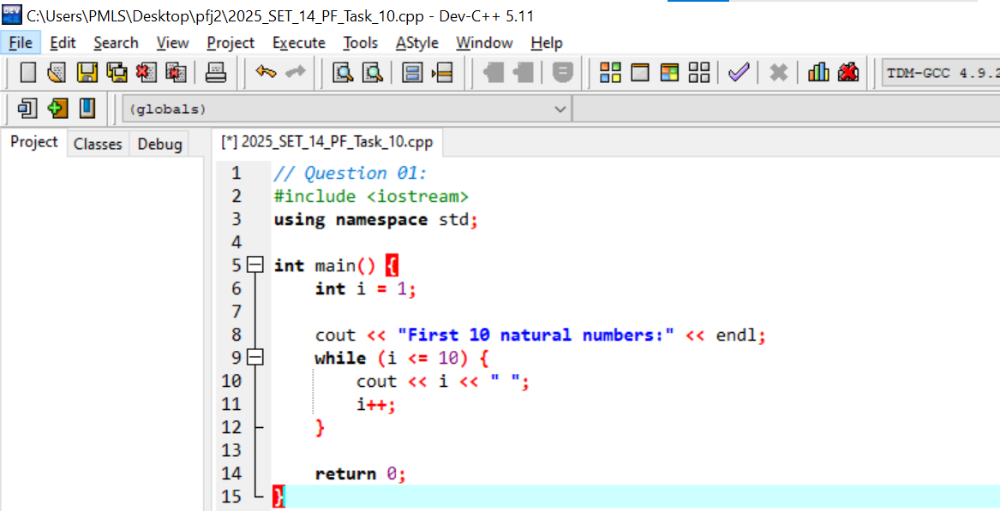 C:\Users\PMLS\Desktop\pfj2\2025_SET_14_PF_Task_10.cpp - Dev-C++ 5.11
File Edit Search View Project Execute Tools AStyle Window Help
TDM-GCC 4.9.2
(globals)
Project Classes Debug [*] 2025_SET_14_PF_Task_10.cpp
1 // Question 01:
2 #include <iostream>
3 using namespace std;
4
5 int main() {
6     int i = 1;
7
8     cout << "First 10 natural numbers:" << endl;
9     while (i <= 10) {
10         cout << i << " ";
11         i++;
12     }
13
14     return 0;
15 }